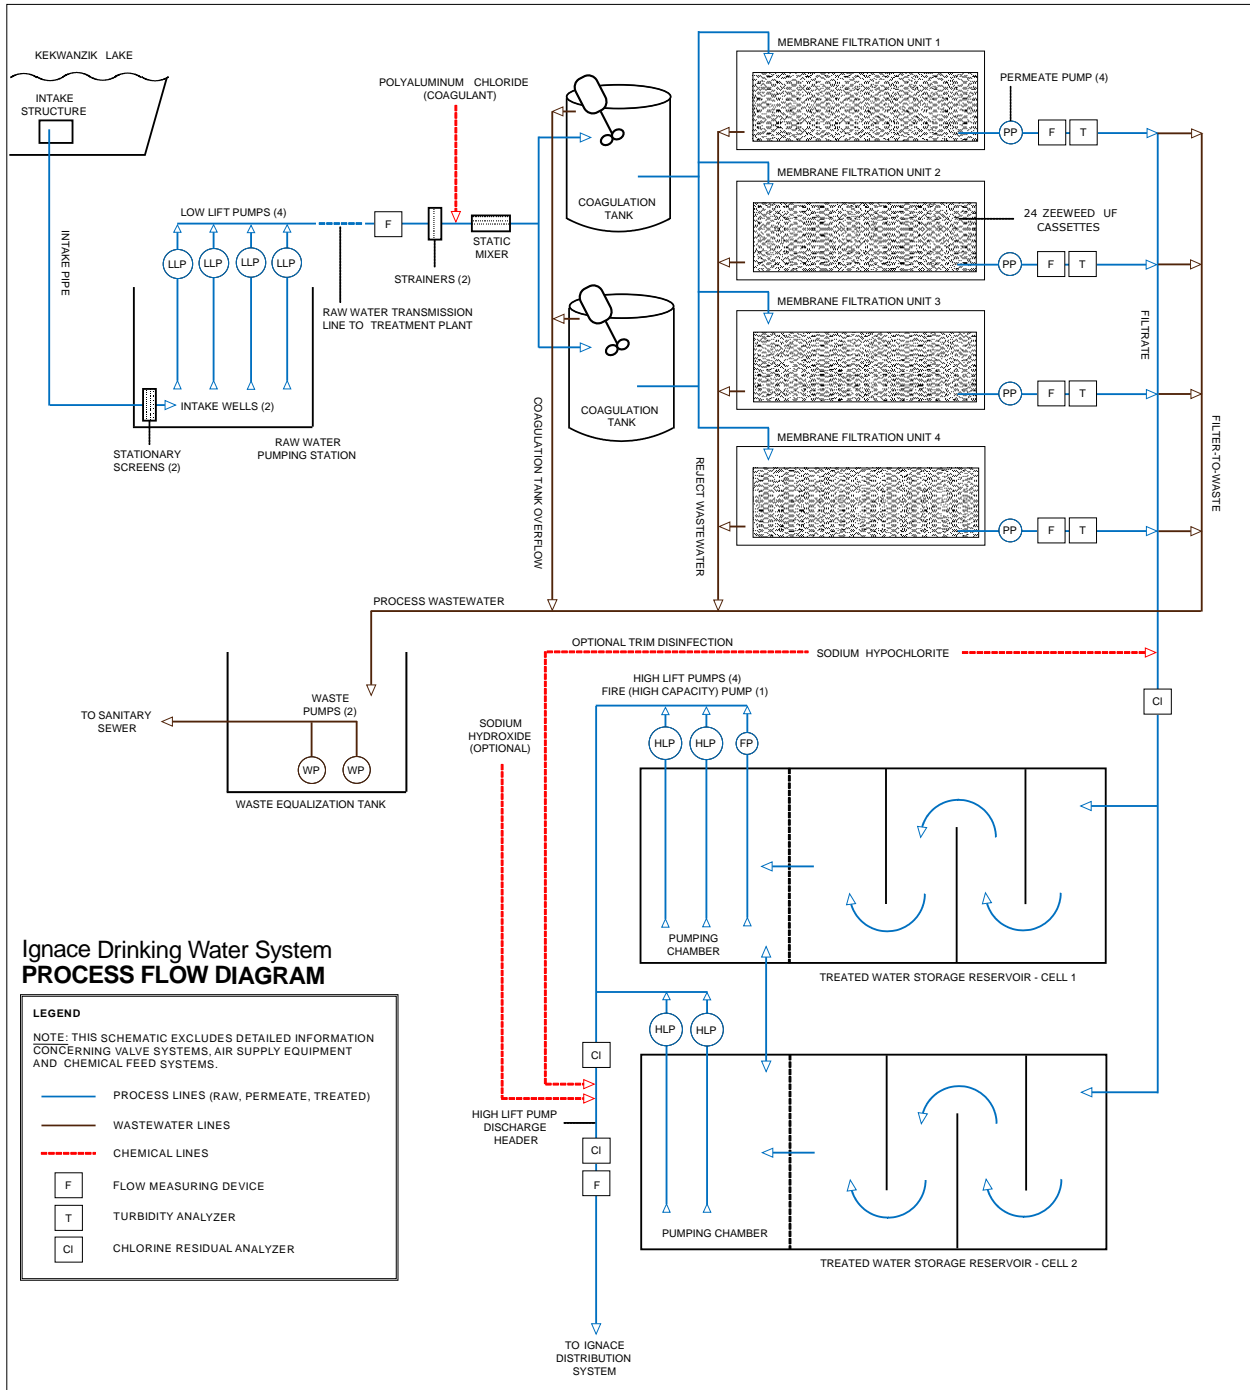 KEKWANZIK LAKE
INTAKE
STRUCTURE
INTAKE PIPE
LOW LIFT PUMPS (4)
LLP
LLP
LLP
LLP
INTAKE WELLS (2)
STATIONARY
SCREENS (2)
RAW WATER
PUMPING STATION
RAW WATER TRANSMISSION
LINE TO TREATMENT PLANT
F
STRAINERS (2)
POLYALUMINUM CHLORIDE
(COAGULANT)
STATIC
MIXER
COAGULATION
TANK
COAGULATION
TANK
COAGULATION TANK OVERFLOW
REJECT WASTEWATER
MEMBRANE FILTRATION UNIT 1
PERMEATE PUMP (4)
PP
F
T
MEMBRANE FILTRATION UNIT 2
24 ZEEWEED UF
CASSETTES
PP
F
T
MEMBRANE FILTRATION UNIT 3
PP
F
T
MEMBRANE FILTRATION UNIT 4
PP
F
T
FILTRATE
FILTER-TO-WASTE
PROCESS WASTEWATER
OPTIONAL TRIM DISINFECTION
SODIUM HYPOCHLORITE
Cl
TO SANITARY
SEWER
WASTE
PUMPS (2)
WP
WP
WASTE EQUALIZATION TANK
SODIUM
HYDROXIDE
(OPTIONAL)
HIGH LIFT PUMPS (4)
FIRE (HIGH CAPACITY) PUMP (1)
HLP
HLP
FP
PUMPING
CHAMBER
TREATED WATER STORAGE RESERVOIR - CELL 1
HLP
HLP
PUMPING CHAMBER
TREATED WATER STORAGE RESERVOIR - CELL 2
Cl
HIGH LIFT PUMP
DISCHARGE
HEADER
Cl
F
TO IGNACE
DISTRIBUTION
SYSTEM
Ignace Drinking Water System
PROCESS FLOW DIAGRAM
LEGEND
NOTE: THIS SCHEMATIC EXCLUDES DETAILED INFORMATION
CONCERNING VALVE SYSTEMS, AIR SUPPLY EQUIPMENT
AND CHEMICAL FEED SYSTEMS.
PROCESS LINES (RAW, PERMEATE, TREATED)
WASTEWATER LINES
CHEMICAL LINES
F FLOW MEASURING DEVICE
T TURBIDITY ANALYZER
Cl CHLORINE RESIDUAL ANALYZER